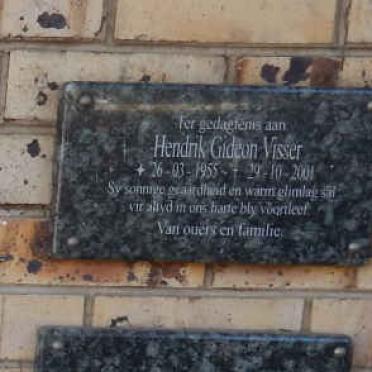 Ter gedagtenis aan
Hendrik Gideon Visser
✶ 26 - 03 - 1955 - † 29 - 10 - 2001
Sy sonnige geaardheid en warm glimlag sal
vir altyd in ons harte bly voortleef.
Van ouers en familie.